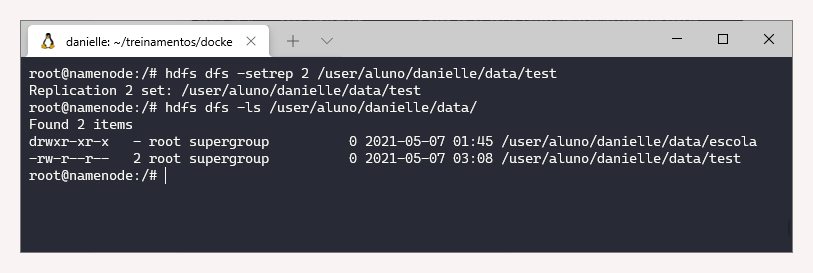 danielle: ~/treinamentos/docke
root@namenode:/# hdfs dfs -setrep 2 /user/aluno/danielle/data/test
Replication 2 set: /user/aluno/danielle/data/test
root@namenode:/# hdfs dfs -ls /user/aluno/danielle/data/
Found 2 items
drwxr-xr-x   - root supergroup          0 2021-05-07 01:45 /user/aluno/danielle/data/escola
-rw-r--r--   2 root supergroup          0 2021-05-07 03:08 /user/aluno/danielle/data/test
root@namenode:/#